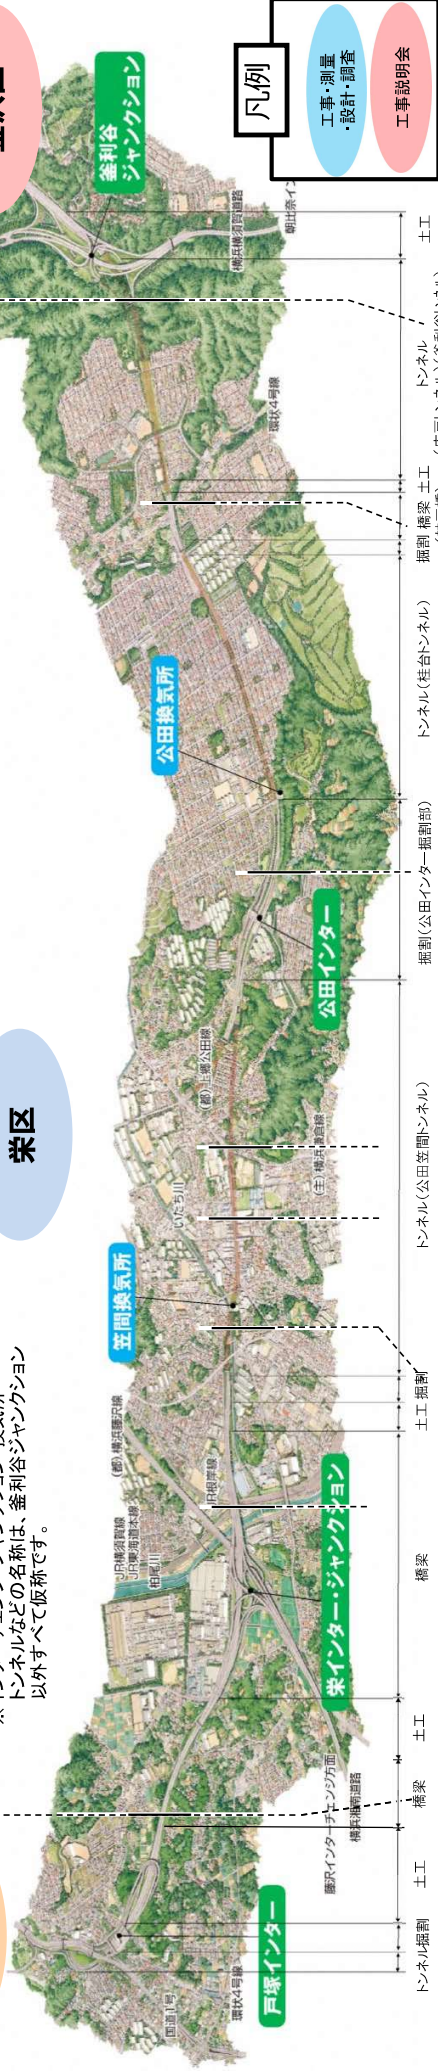 栄区
トンネルなどの名称は、釜利谷ジャンクション
以外すべて仮称です。
凡例
工事・測量
・設計・調査
工事説明会
戸塚インター
国道1号
環状4号線
藤沢インターチェンジ方面
横浜湘南道路
栄インター・ジャンクション
JR横須賀線
JR東海道本線
柏尾川
(都)横浜藤沢線
JR根岸線
笠間換気所
いたち川
(都)上郷公田線
(主)横浜鎌倉線
公田インター
公田換気所
環状4号線
釜利谷
ジャンクション
横浜横須賀道路
朝比奈イン
トンネル
掘割
土工
橋梁
土工
橋梁
土工
掘割
トンネル(公田笠間トンネル)
掘割(公田インター掘割部)
トンネル(桂台トンネル)
掘割
橋梁
土工
トンネル
土工